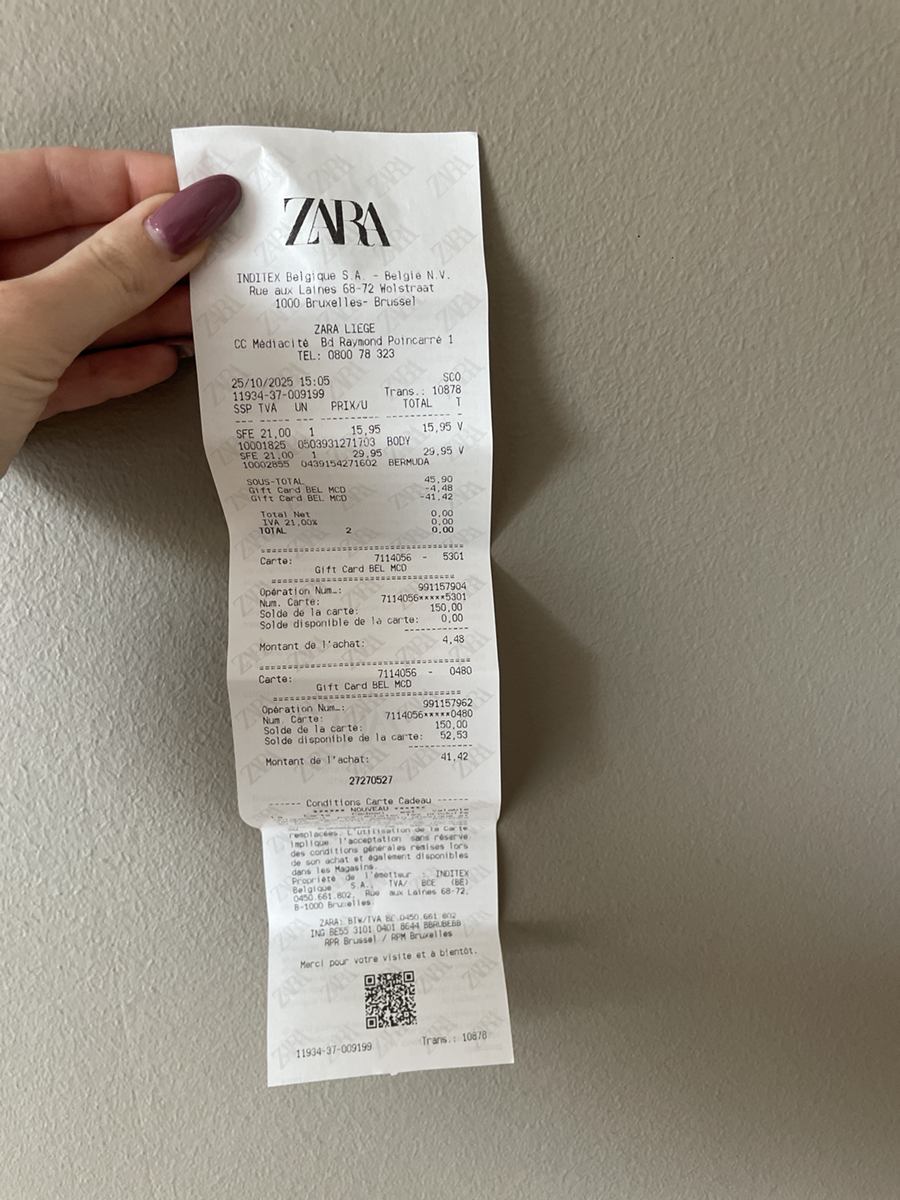 ZARA
INDITEX Belgique S.A. - Belgie N.V.
Rue aux Laines 68-72 Wolstraat
1000 Bruxelles- Brussel
ZARA LIEGE
CC Médiacité Bd Raymond Poincarré 1
TEL: 0800 78 323
25/10/2025 15:05 SCO
11934-37-009199 Trans.: 10878
SSP TVA UN PRIX/U TOTAL T
SFE 21,00 1 15,95 15,95 V
10001825 0503931271703 BODY
SFE 21,00 1 29,95 29,95 V
10002855 0439154271602 BERMUDA
SOUS-TOTAL 45,90
Gift Card BEL MCD -4,48
Gift Card BEL MCD -41,42
Total Net 0,00
IVA 21,00% 0,00
TOTAL 2 0,00
Carte: 7114056 - 5301
Gift Card BEL MCD
Opération Num.: 991157904
Num. Carte: 7114056*****5301
Solde de la carte: 150,00
Solde disponible de la carte: 0,00
Montant de l'achat: 4,48
Carte: 7114056 - 0480
Gift Card BEL MCD
Opération Num.: 991157962
Num. Carte: 7114056*****0480
Solde de la carte: 150,00
Solde disponible de la carte: 52,53
Montant de l'achat: 41,42
27270527
------ Conditions Carte Cadeau ------
------ NOUVEAU ------
remplacées. L'utilisation de la Carte
implique l'acceptation sans réserve
des conditions générales remises lors
de son achat et également disponibles
dans les Magasins.
Propriété de l'émetteur : INDITEX
Belgique S.A., TVA/ BCE (BE)
0450.661.802, Rue aux Laines 68-72,
B-1000 Bruxelles.
ZARA: BTW/TVA BE 0450.661.802
ING BE55 3101 0401 8644 BBRUBEBB
RPR Brussel / RPM Bruxelles
Merci pour votre visite et à bientôt.
11934-37-009199 Trans.: 10878